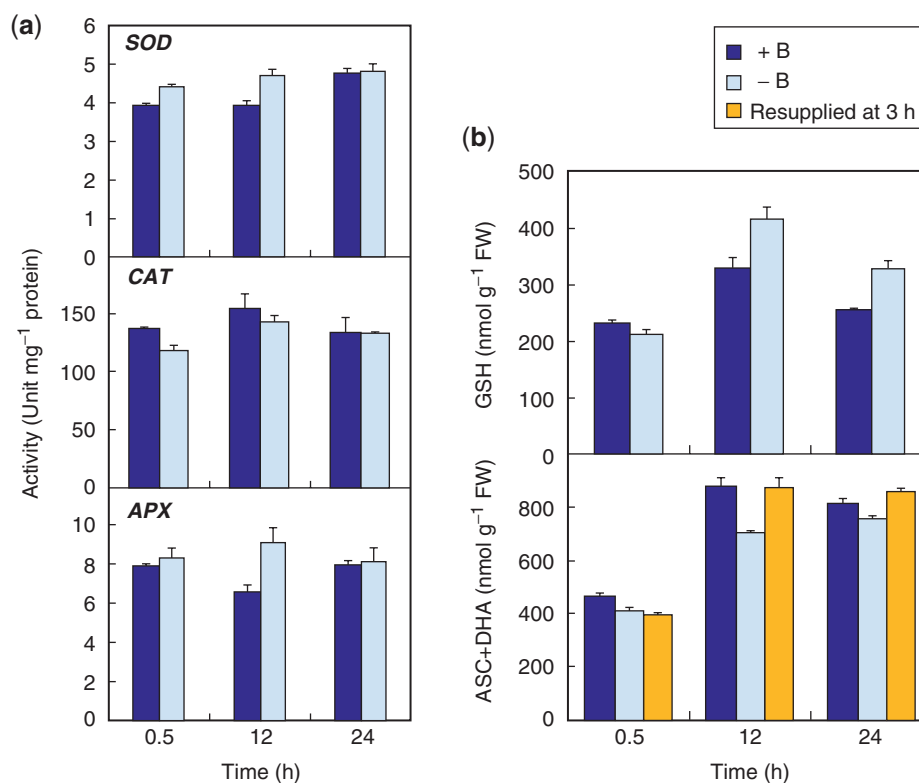 (a)
SOD
6
5
4
3
2
1
0
CAT
150
100
50
0
APX
10
8
6
4
2
0
Activity (Unit mg⁻¹ protein)
0.5 12 24
Time (h)
+ B
− B
Resupplied at 3 h
(b)
500
400
300
200
100
0
GSH (nmol g⁻¹ FW)
800
600
400
200
0
ASC+DHA (nmol g⁻¹ FW)
0.5 12 24
Time (h)